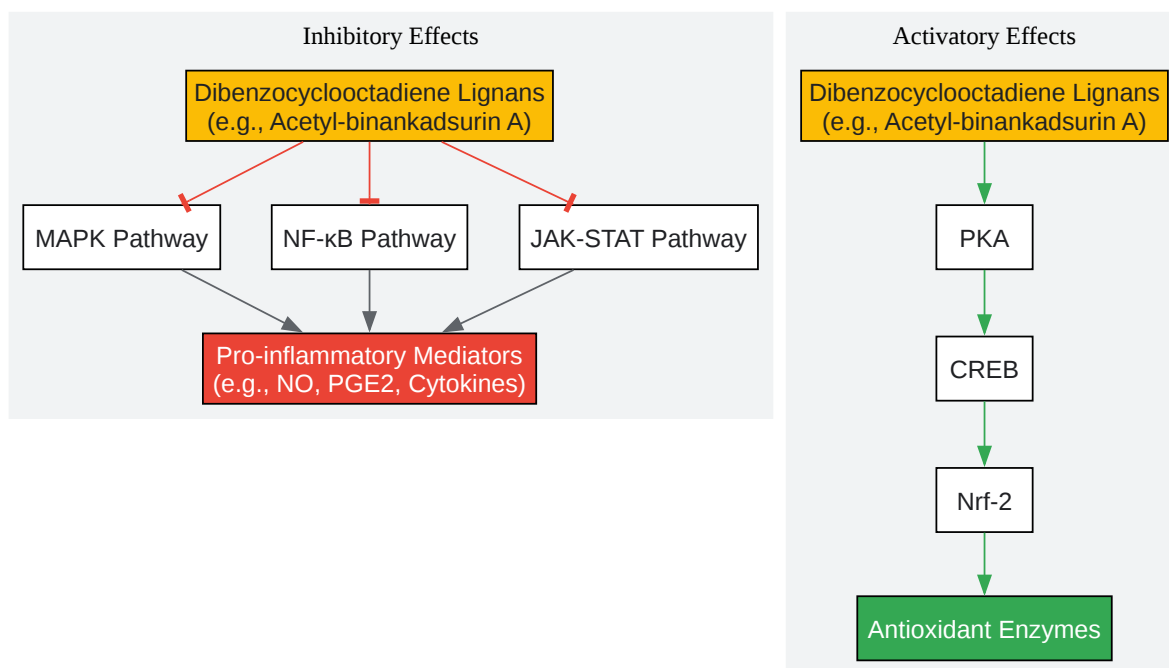 Inhibitory Effects
Dibenzocyclooctadiene Lignans
(e.g., Acetyl-binankadsurin A)
MAPK Pathway
NF-κB Pathway
JAK-STAT Pathway
Pro-inflammatory Mediators
(e.g., NO, PGE2, Cytokines)
Activatory Effects
Dibenzocyclooctadiene Lignans
(e.g., Acetyl-binankadsurin A)
PKA
CREB
Nrf-2
Antioxidant Enzymes